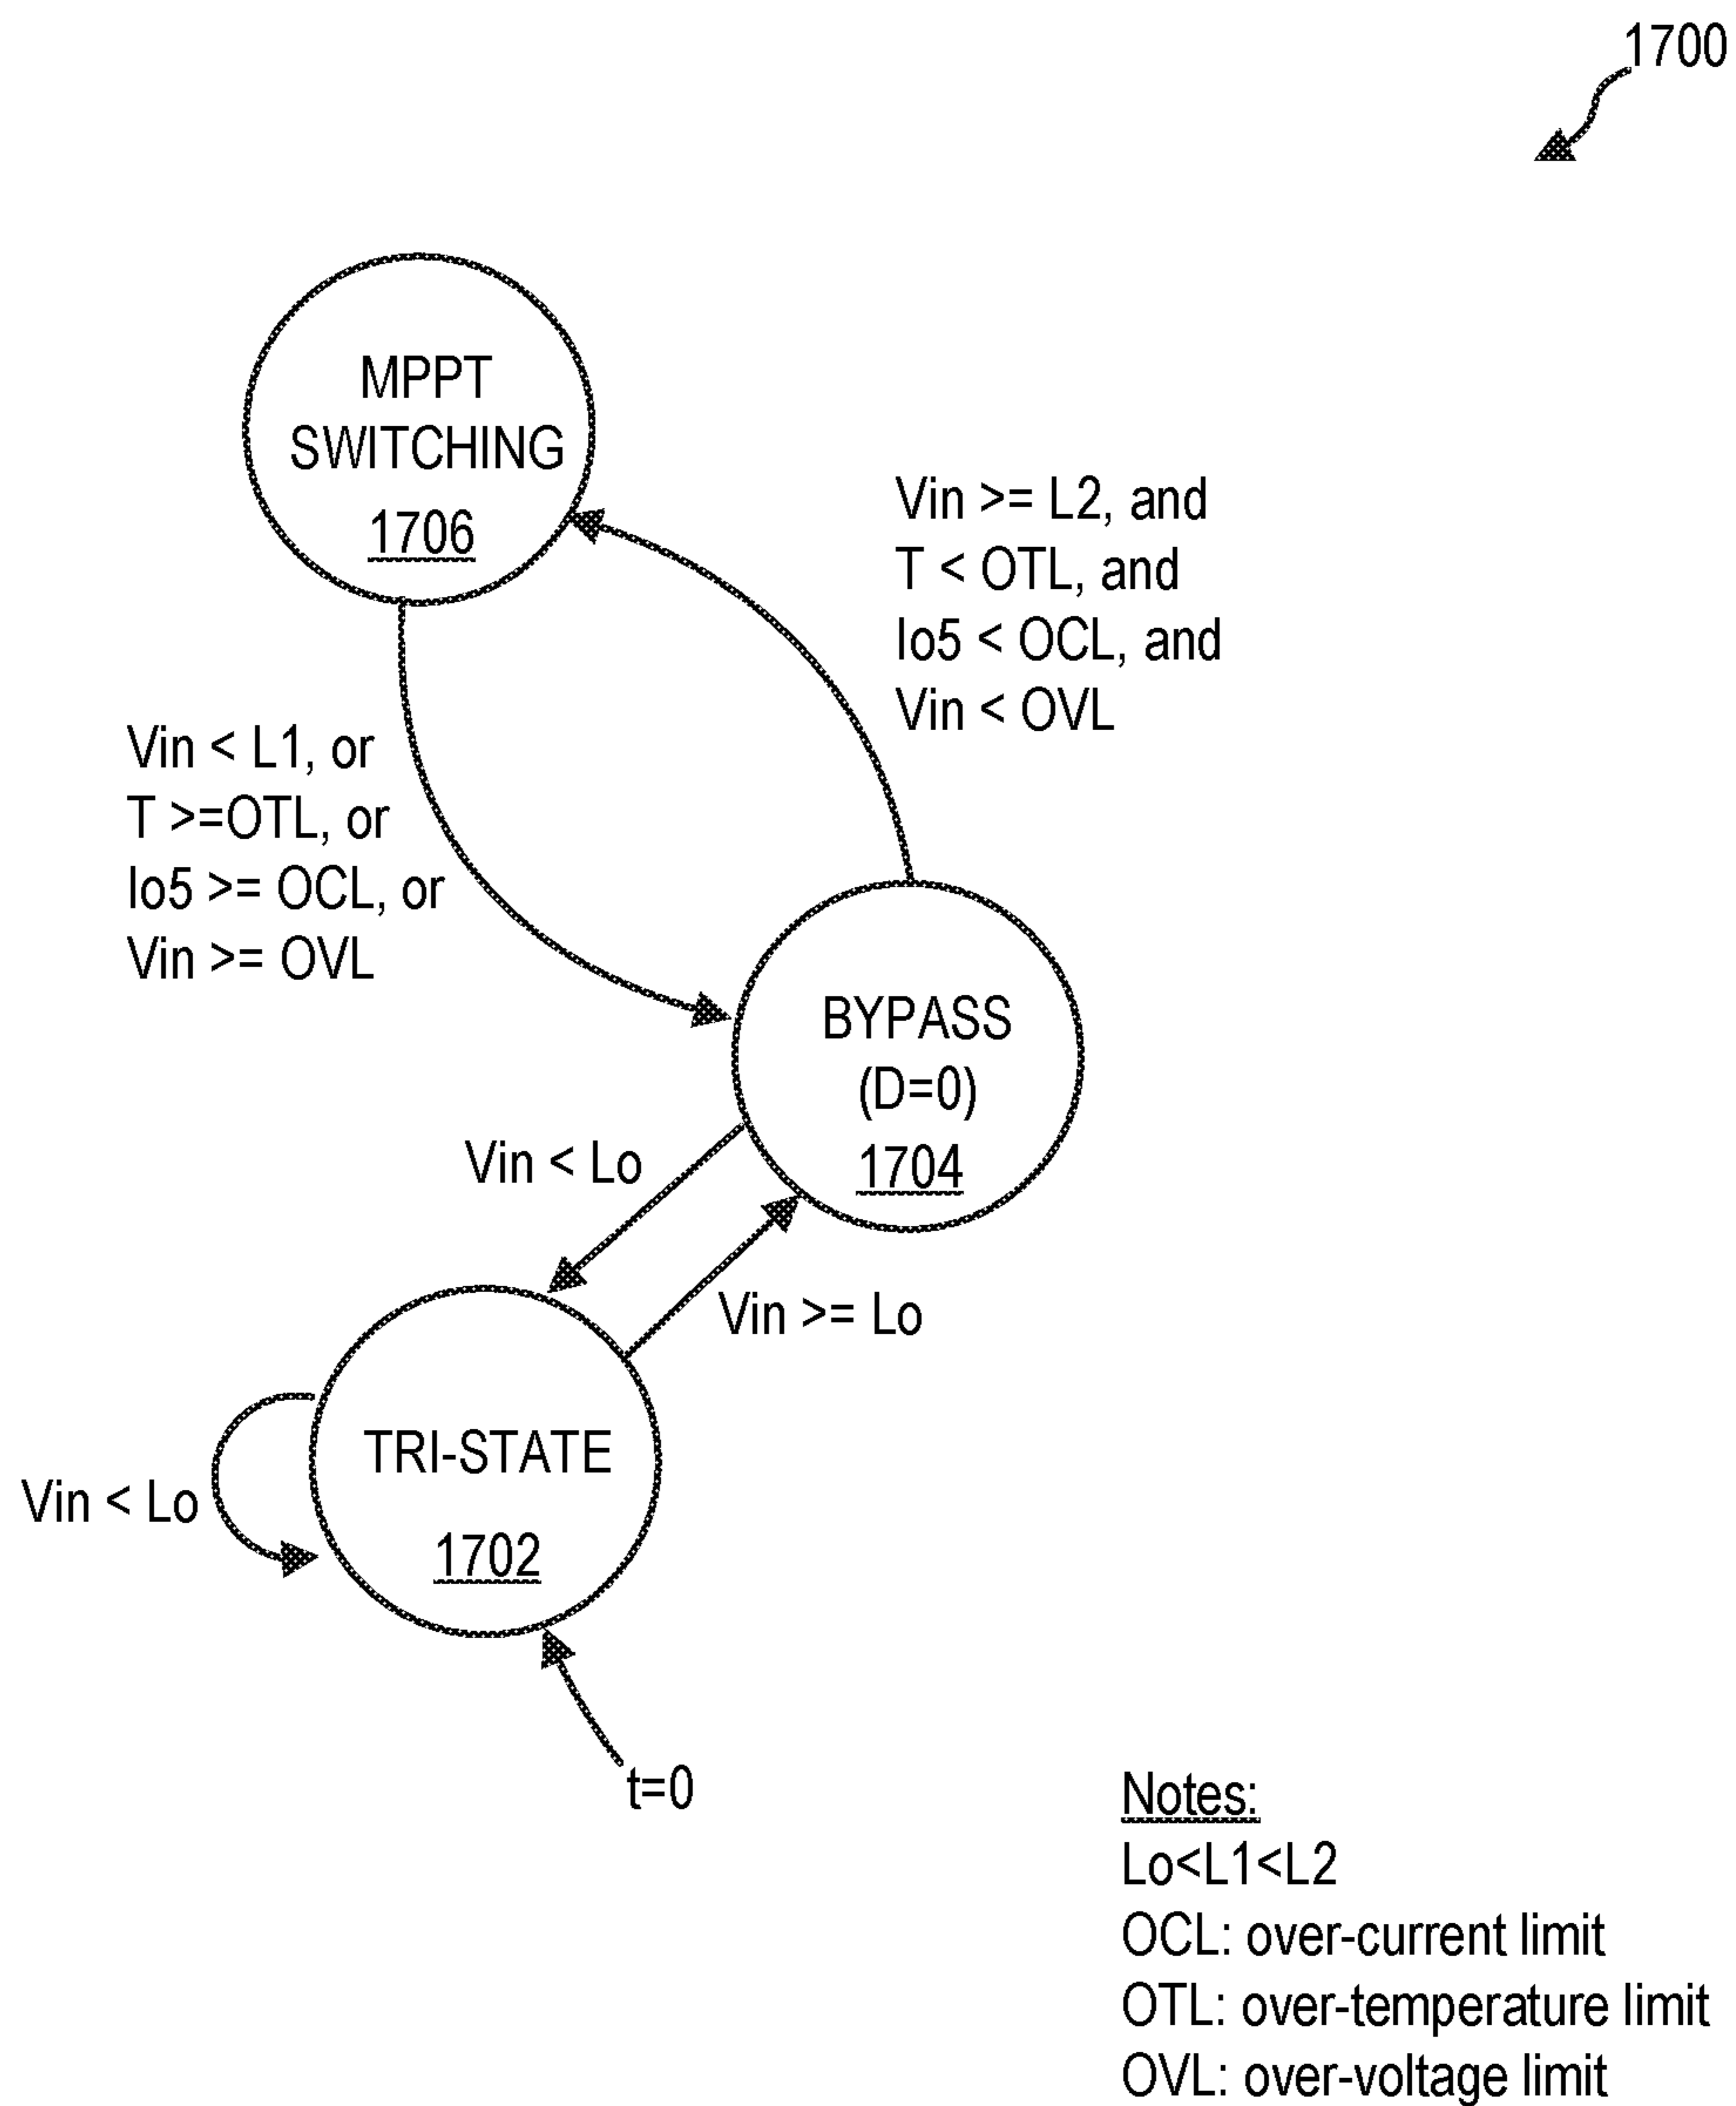 1700
MPPT
SWITCHING
1706
Vin >= L2, and
T < OTL, and
Io5 < OCL, and
Vin < OVL
Vin < L1, or
T >=OTL, or
Io5 >= OCL, or
Vin >= OVL
BYPASS
(D=0)
1704
Vin < Lo
Vin >= Lo
TRI-STATE
1702
Vin < Lo
t=0
Notes:
Lo<L1<L2
OCL: over-current limit
OTL: over-temperature limit
OVL: over-voltage limit